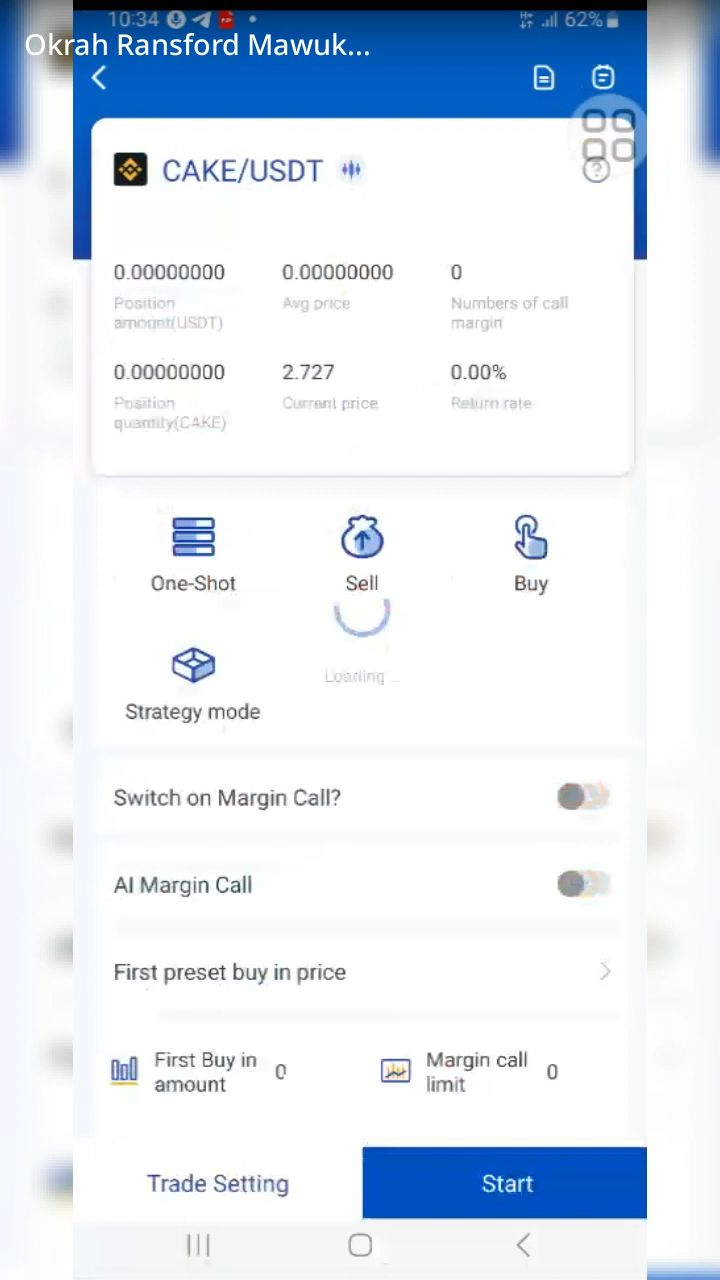 10:34
62%
Okrah Ransford Mawuk...
CAKE/USDT
?
0.00000000
0.00000000
0
Position amount(USDT)
Avg price
Numbers of call margin
0.00000000
2.727
0.00%
Position quantity(CAKE)
Current price
Return rate
One-Shot
Sell
Buy
Loading ...
Strategy mode
Switch on Margin Call?
AI Margin Call
First preset buy in price
First Buy in amount
0
Margin call limit
0
Trade Setting
Start